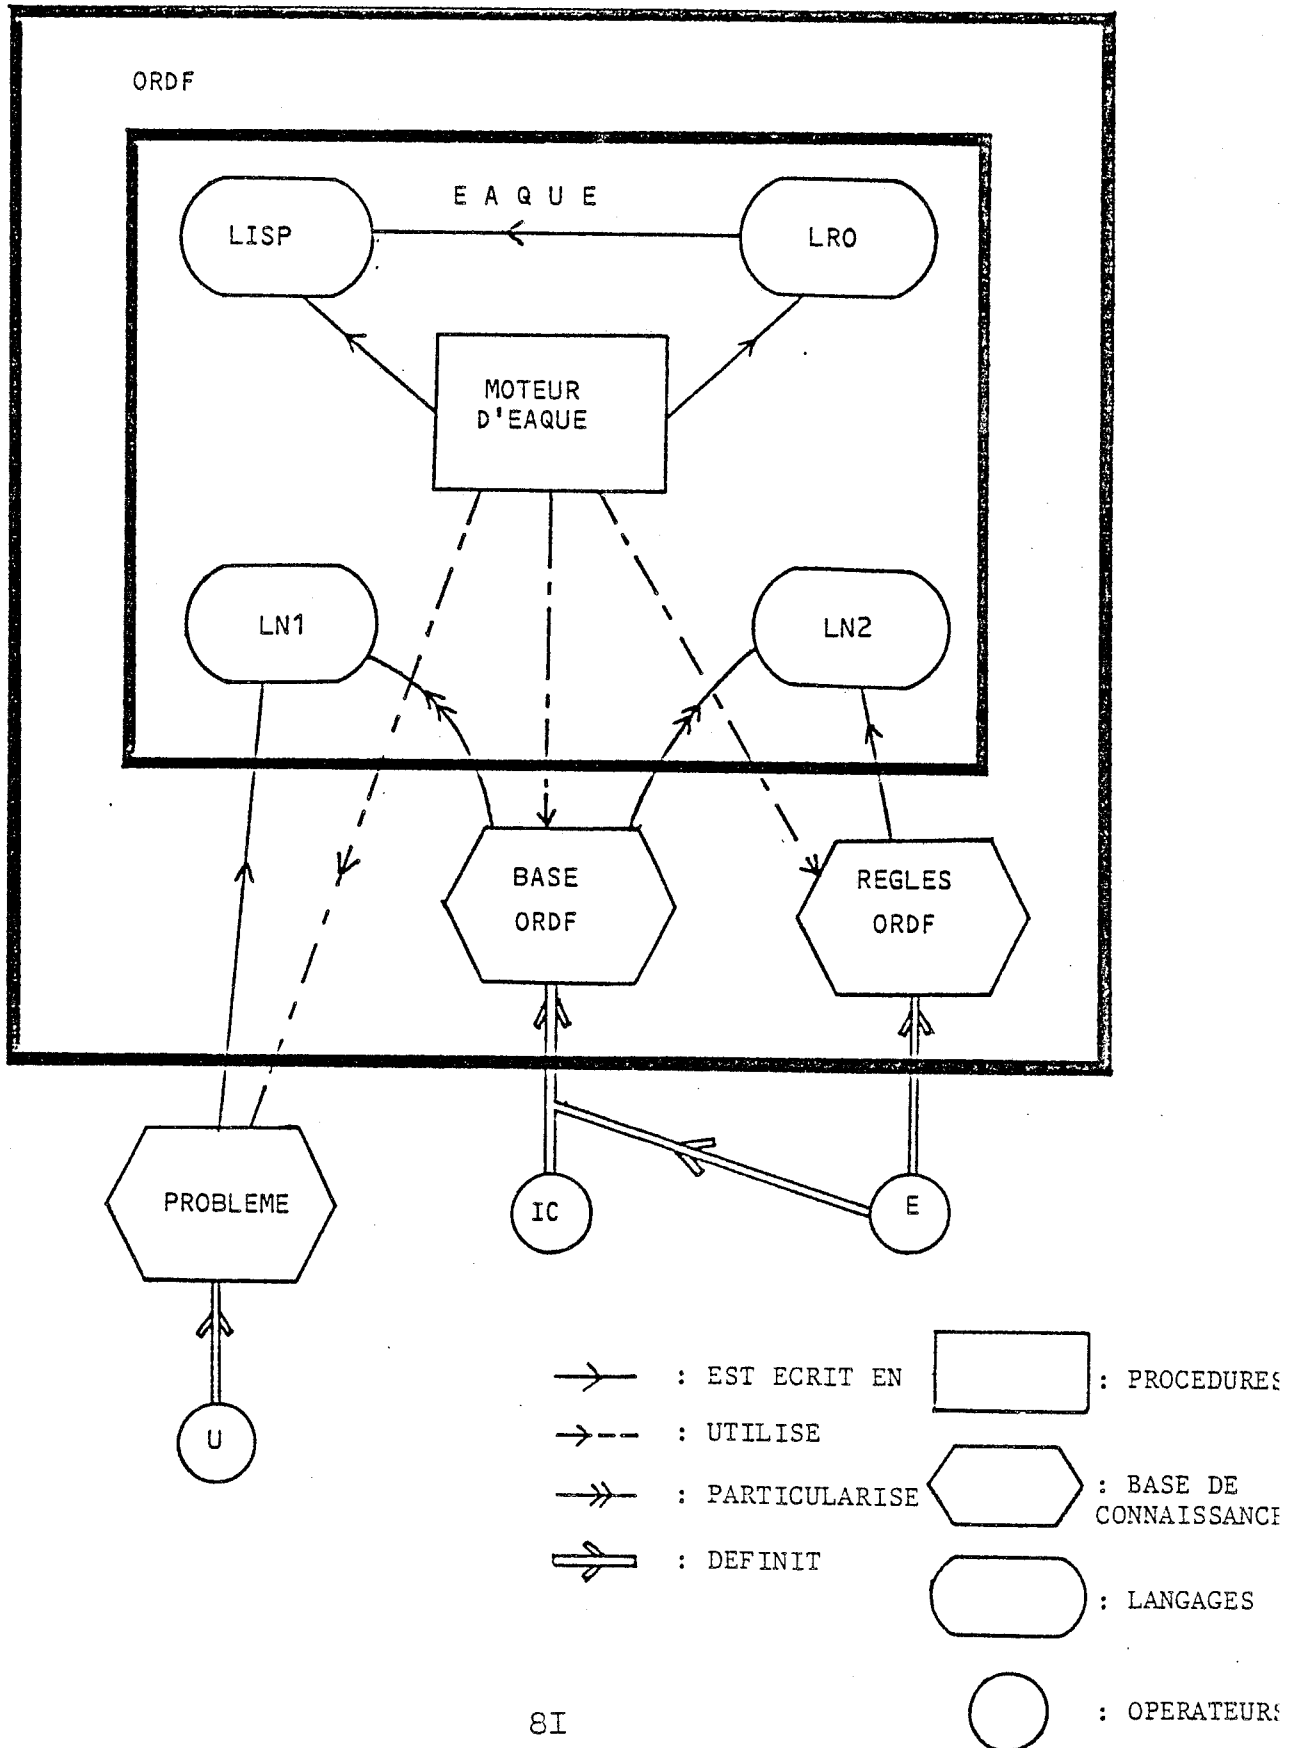 ORDF
E A Q U E
LISP
LRO
MOTEUR
D'EAQUE
LN1
LN2
BASE
ORDF
REGLES
ORDF
PROBLEME
IC
E
U
: EST ECRIT EN
: PROCEDURES
: UTILISE
: BASE DE
CONNAISSANCE
: PARTICULARISE
: DEFINIT
: LANGAGES
: OPERATEURS
8I